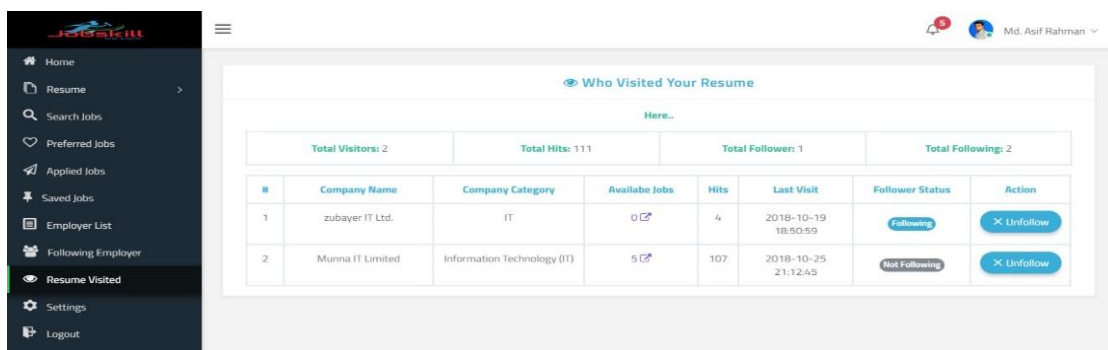 Jobskill
5
Md. Asif Rahman
Home
Resume
Search Jobs
Preferred Jobs
Applied Jobs
Saved Jobs
Employer List
Following Employer
Resume Visited
Settings
Logout
Who Visited Your Resume
Here..
Total Visitors: 2 Total Hits: 111 Total Follower: 1 Total Following: 2
# Company Name Company Category Availabe Jobs Hits Last Visit Follower Status Action
1 zubayer IT Ltd. IT 0 4 2018-10-19 Following × Unfollow
18:50:59
2 Munna IT Limited Information Technology (IT) 5 107 2018-10-25 Not Following × Unfollow
21:12:45